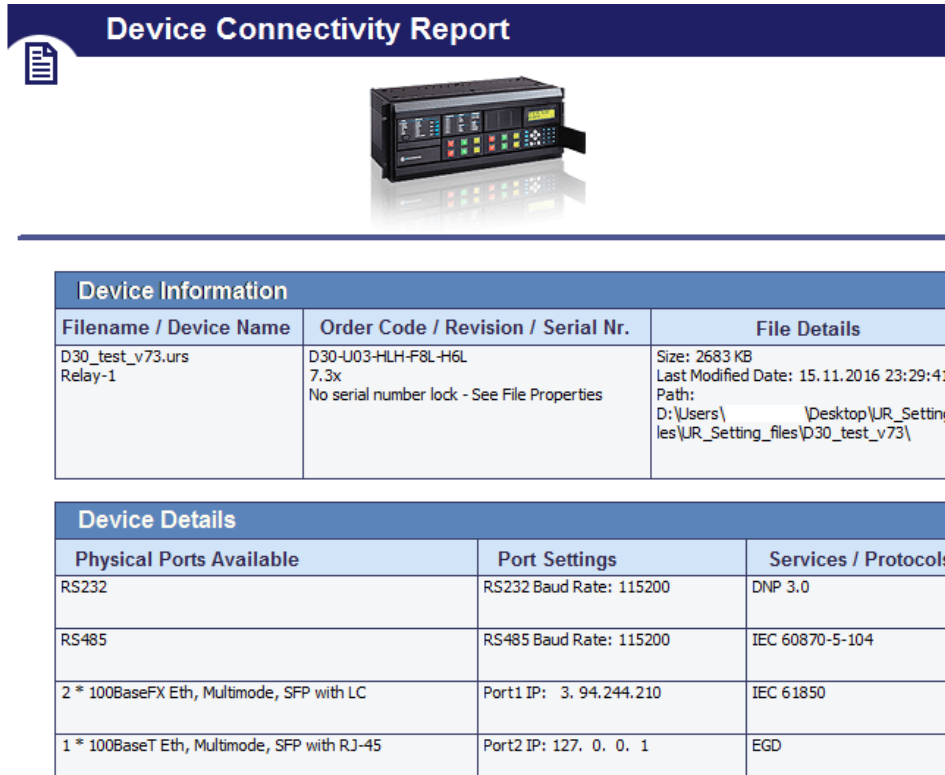 Device Connectivity Report
Device Information
Filename / Device Name
Order Code / Revision / Serial Nr.
File Details
D30_test_v73.urs
Relay-1
D30-U03-HLH-F8L-H6L
7.3x
No serial number lock - See File Properties
Size: 2683 KB
Last Modified Date: 15.11.2016 23:29:41
Path:
D:\Users\ \Desktop\UR_Setting
les\UR_Setting_files\D30_test_v73\
Device Details
Physical Ports Available
Port Settings
Services / Protocols
RS232
RS232 Baud Rate: 115200
DNP 3.0
RS485
RS485 Baud Rate: 115200
IEC 60870-5-104
2 * 100BaseFX Eth, Multimode, SFP with LC
Port1 IP: 3. 94.244.210
IEC 61850
1 * 100BaseT Eth, Multimode, SFP with RJ-45
Port2 IP: 127. 0. 0. 1
EGD